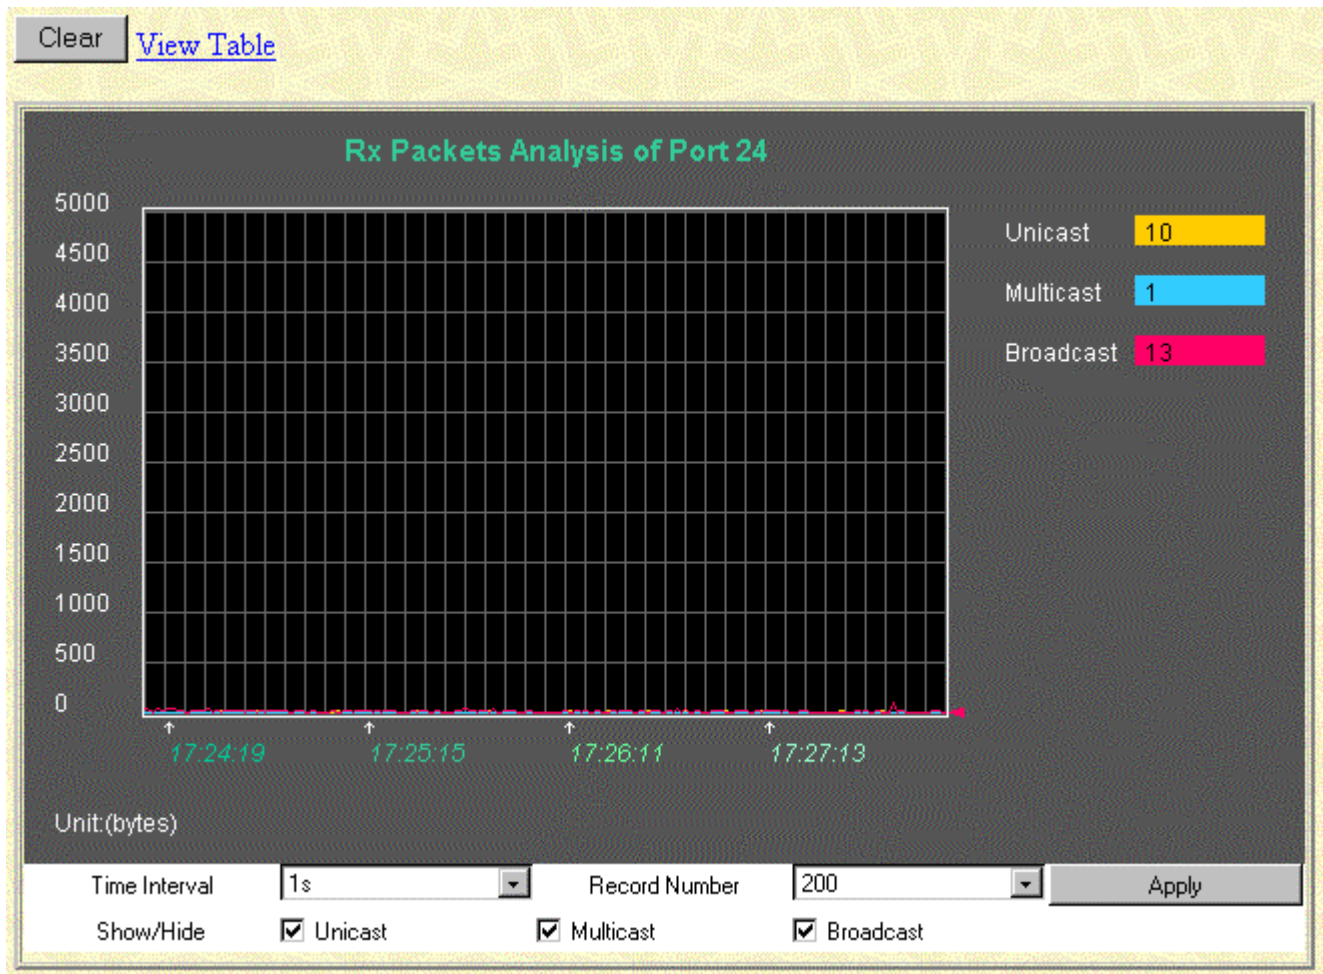 Clear View Table
Rx Packets Analysis of Port 24
5000
4500
4000
3500
3000
2500
2000
1500
1000
500
0
Unicast 10
Multicast 1
Broadcast 13
17:24:19 17:25:15 17:26:11 17:27:13
Unit:(bytes)
Time Interval 1s Record Number 200 Apply
Show/Hide Unicast Multicast Broadcast